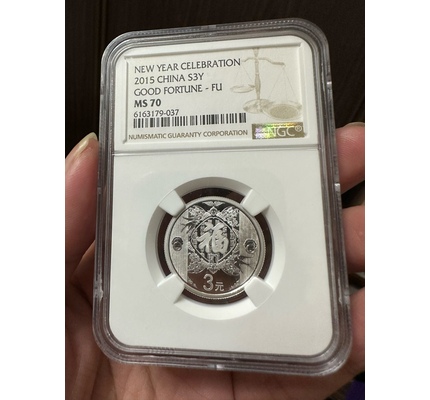 NEW YEAR CELEBRATION
2015 CHINA S3Y
GOOD FORTUNE - FU
MS 70
6163179-037
NUMISMATIC GUARANTY CORPORATION
NGC
福
3元